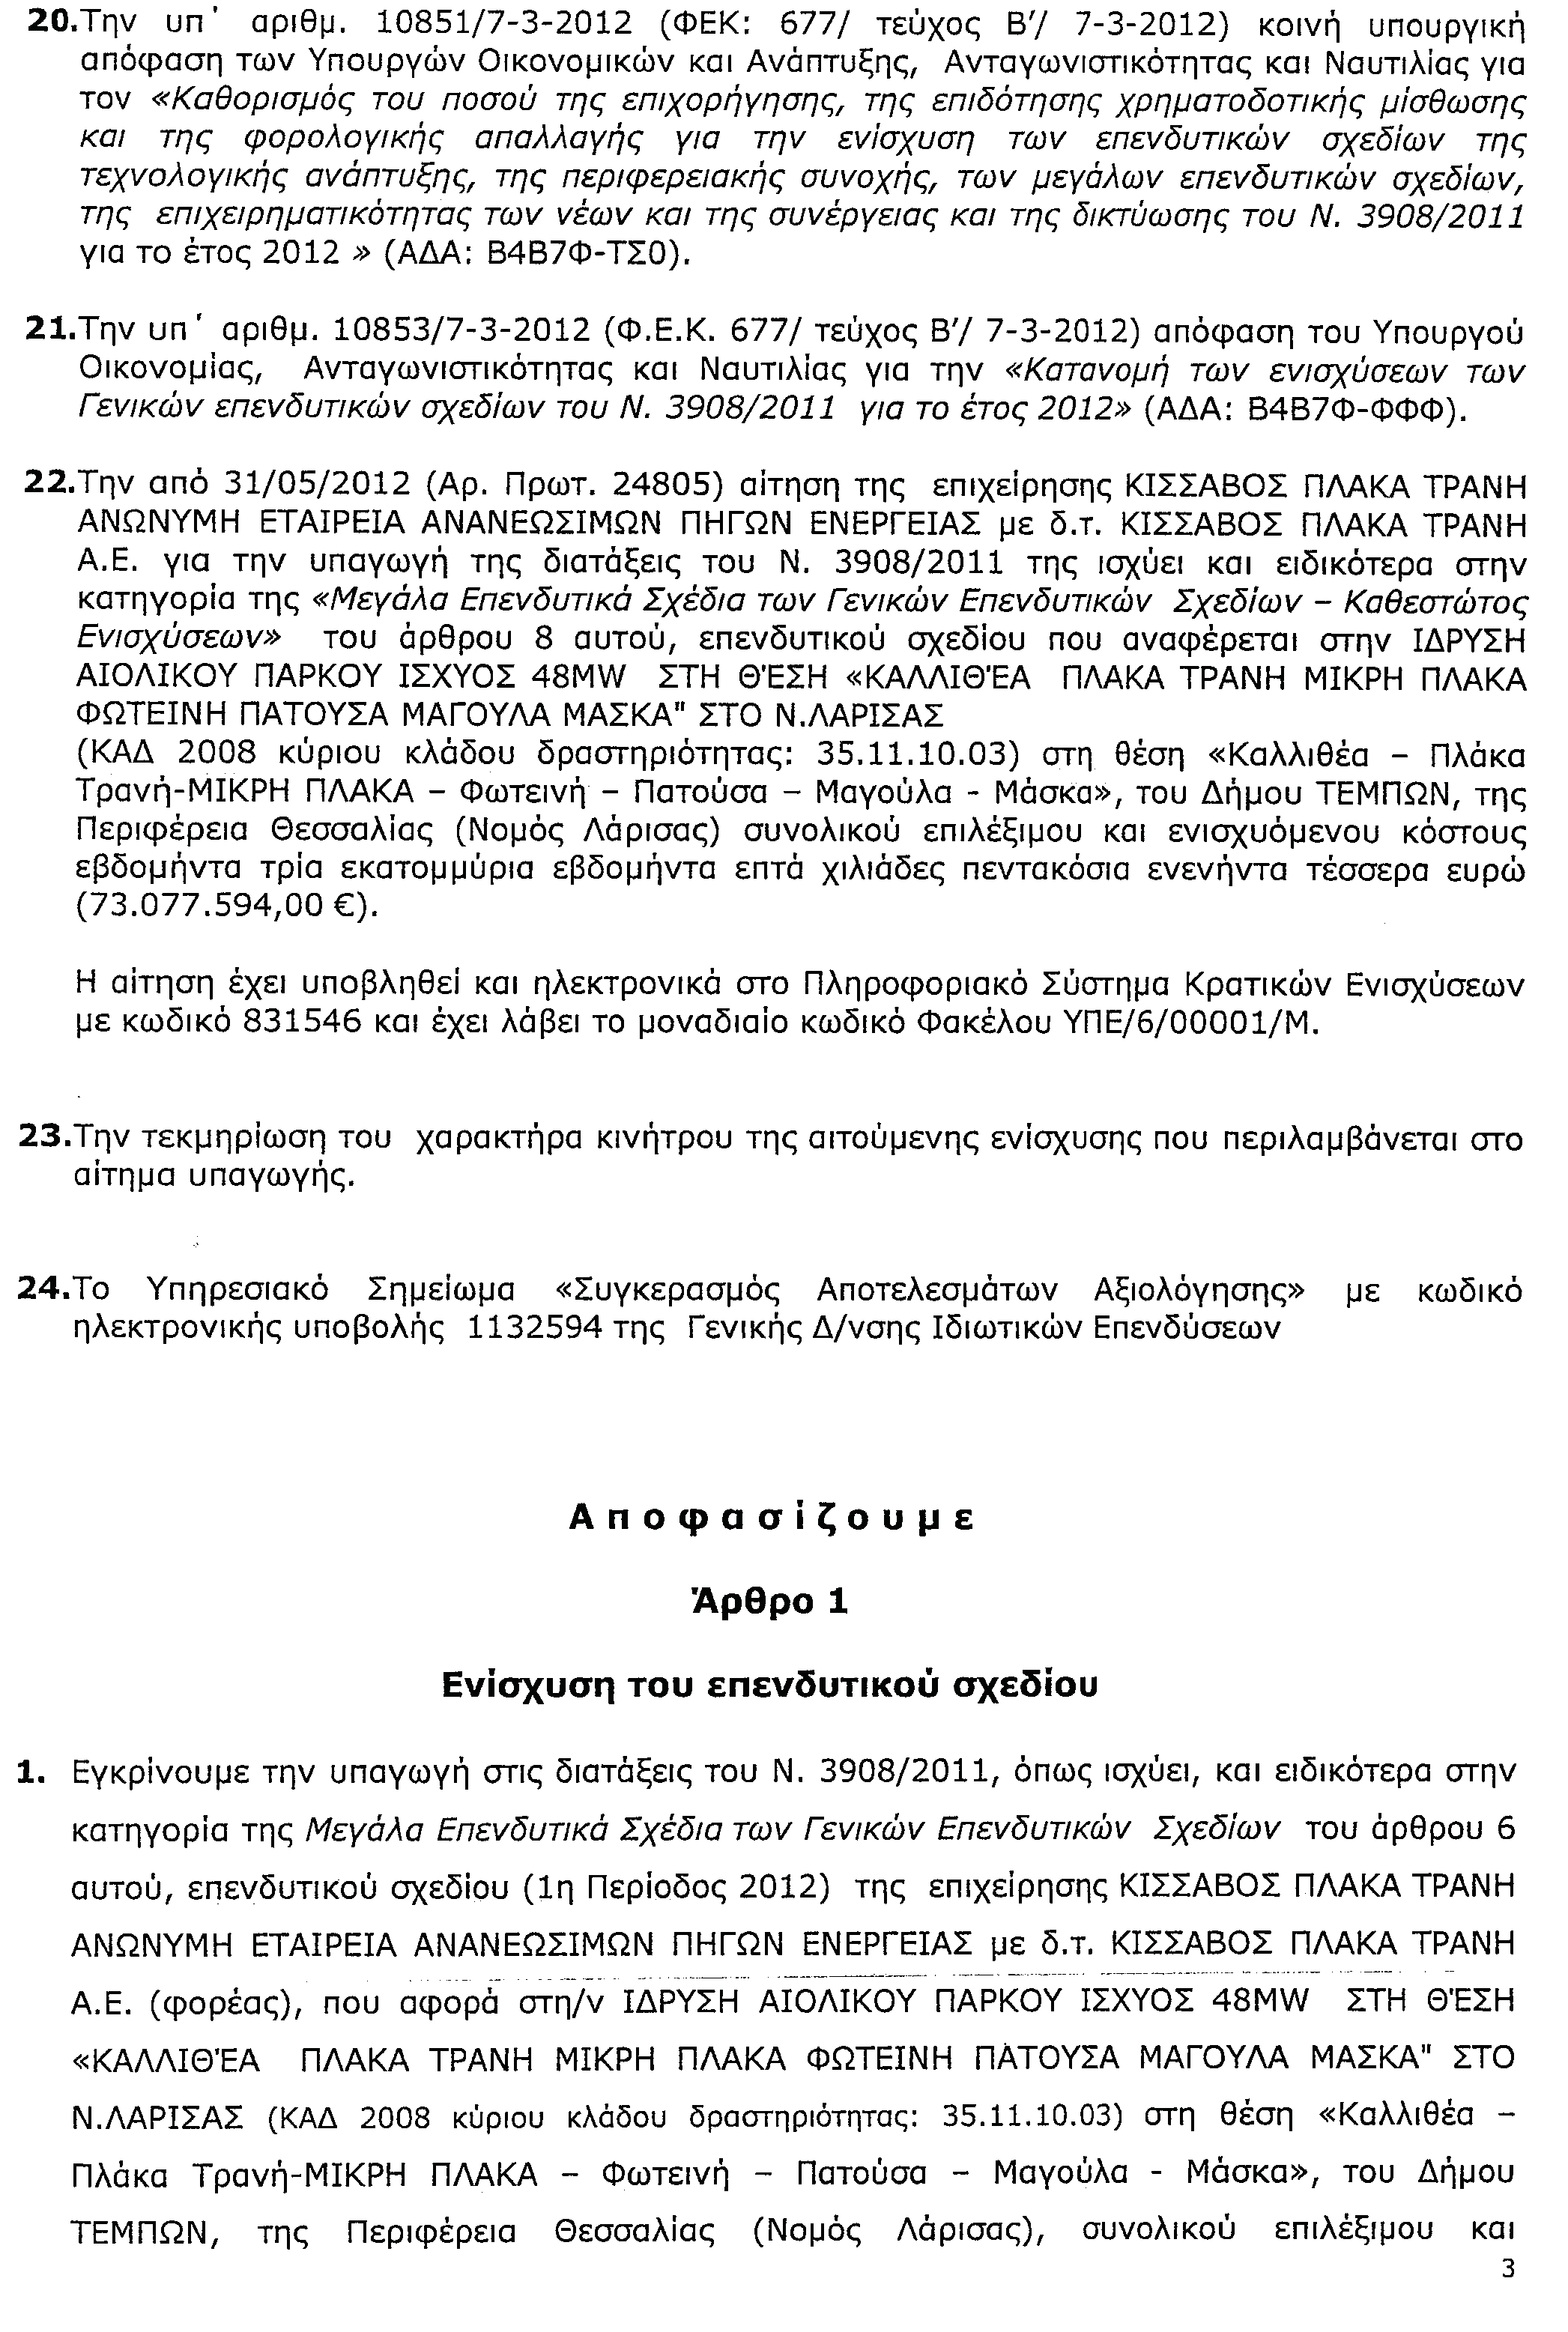 20.Την υπ' αριθμ. 10851/7-3-2012 (ΦΕΚ: 677/ τεύχος Β'/ 7-3-2012) κοινή υπουργική
απόφαση των Υπουργών Οικονομικών και Ανάπτυξης, Ανταγωνιστικότητας και Ναυτιλίας για
τον «Καθορισμός του ποσού της επιχορήγησης, της επιδότησης χρηματοδοτικής μίσθωσης
και της φορολογικής απαλλαγής για την ενίσχυση των επενδυτικών σχεδίων της
τεχνολογικής ανάπτυξης, της περιφερειακής συνοχής, των μεγάλων επενδυτικών σχεδίων,
της επιχειρηματικότητας των νέων και της συνέργειας και της δικτύωσης του Ν. 3908/2011
για το έτος 2012 » (ΑΔΑ: Β4Β7Φ-ΤΣ0).
21.Την υπ' αριθμ. 10853/7-3-2012 (Φ.Ε.Κ. 677/ τεύχος Β'/ 7-3-2012) απόφαση του Υπουργού
Οικονομίας, Ανταγωνιστικότητας και Ναυτιλίας για την «Κατανομή των ενισχύσεων των
Γενικών επενδυτικών σχεδίων του Ν. 3908/2011 για το έτος 2012» (ΑΔΑ: Β4Β7Φ-ΦΦΦ).
22.Την από 31/05/2012 (Αρ. Πρωτ. 24805) αίτηση της επιχείρησης ΚΙΣΣΑΒΟΣ ΠΛΑΚΑ ΤΡΑΝΗ
ΑΝΩΝΥΜΗ ΕΤΑΙΡΕΙΑ ΑΝΑΝΕΩΣΙΜΩΝ ΠΗΓΩΝ ΕΝΕΡΓΕΙΑΣ με δ.τ. ΚΙΣΣΑΒΟΣ ΠΛΑΚΑ ΤΡΑΝΗ
Α.Ε. για την υπαγωγή της διατάξεις του Ν. 3908/2011 της ισχύει και ειδικότερα στην
κατηγορία της «Μεγάλα Επενδυτικά Σχέδια των Γενικών Επενδυτικών Σχεδίων – Καθεστώτος
Ενισχύσεων» του άρθρου 8 αυτού, επενδυτικού σχεδίου που αναφέρεται στην ΙΔΡΥΣΗ
ΑΙΟΛΙΚΟΥ ΠΑΡΚΟΥ ΙΣΧΥΟΣ 48MW ΣΤΗ Θ'ΕΣΗ «ΚΑΛΛΙΘ'ΕΑ ΠΛΑΚΑ ΤΡΑΝΗ ΜΙΚΡΗ ΠΛΑΚΑ
ΦΩΤΕΙΝΗ ΠΑΤΟΥΣΑ ΜΑΓΟΥΛΑ ΜΑΣΚΑ" ΣΤΟ Ν.ΛΑΡΙΣΑΣ
(ΚΑΔ 2008 κύριου κλάδου δραστηριότητας: 35.11.10.03) στη θέση «Καλλιθέα – Πλάκα
Τρανή-ΜΙΚΡΗ ΠΛΑΚΑ – Φωτεινή – Πατούσα – Μαγούλα - Μάσκα», του Δήμου ΤΕΜΠΩΝ, της
Περιφέρεια Θεσσαλίας (Νομός Λάρισας) συνολικού επιλέξιμου και ενισχυόμενου κόστους
εβδομήντα τρία εκατομμύρια εβδομήντα επτά χιλιάδες πεντακόσια ενενήντα τέσσερα ευρώ
(73.077.594,00 €).
Η αίτηση έχει υποβληθεί και ηλεκτρονικά στο Πληροφοριακό Σύστημα Κρατικών Ενισχύσεων
με κωδικό 831546 και έχει λάβει το μοναδιαίο κωδικό Φακέλου ΥΠΕ/6/00001/Μ.
23.Την τεκμηρίωση του χαρακτήρα κινήτρου της αιτούμενης ενίσχυσης που περιλαμβάνεται στο
αίτημα υπαγωγής.
24.Το Υπηρεσιακό Σημείωμα «Συγκερασμός Αποτελεσμάτων Αξιολόγησης» με κωδικό
ηλεκτρονικής υποβολής 1132594 της Γενικής Δ/νσης Ιδιωτικών Επενδύσεων
Α π ο φ α σ ί ζ ο υ μ ε
Άρθρο 1
Ενίσχυση του επενδυτικού σχεδίου
1. Εγκρίνουμε την υπαγωγή στις διατάξεις του Ν. 3908/2011, όπως ισχύει, και ειδικότερα στην
κατηγορία της Μεγάλα Επενδυτικά Σχέδια των Γενικών Επενδυτικών Σχεδίων του άρθρου 6
αυτού, επενδυτικού σχεδίου (1η Περίοδος 2012) της επιχείρησης ΚΙΣΣΑΒΟΣ ΠΛΑΚΑ ΤΡΑΝΗ
ΑΝΩΝΥΜΗ ΕΤΑΙΡΕΙΑ ΑΝΑΝΕΩΣΙΜΩΝ ΠΗΓΩΝ ΕΝΕΡΓΕΙΑΣ με δ.τ. ΚΙΣΣΑΒΟΣ ΠΛΑΚΑ ΤΡΑΝΗ
Α.Ε. (φορέας), που αφορά στη/ν ΙΔΡΥΣΗ ΑΙΟΛΙΚΟΥ ΠΑΡΚΟΥ ΙΣΧΥΟΣ 48MW ΣΤΗ Θ'ΕΣΗ
«ΚΑΛΛΙΘ'ΕΑ ΠΛΑΚΑ ΤΡΑΝΗ ΜΙΚΡΗ ΠΛΑΚΑ ΦΩΤΕΙΝΗ ΠΑΤΟΥΣΑ ΜΑΓΟΥΛΑ ΜΑΣΚΑ" ΣΤΟ
Ν.ΛΑΡΙΣΑΣ (ΚΑΔ 2008 κύριου κλάδου δραστηριότητας: 35.11.10.03) στη θέση «Καλλιθέα –
Πλάκα Τρανή-ΜΙΚΡΗ ΠΛΑΚΑ – Φωτεινή – Πατούσα – Μαγούλα - Μάσκα», του Δήμου
ΤΕΜΠΩΝ, της Περιφέρεια Θεσσαλίας (Νομός Λάρισας), συνολικού επιλέξιμου και
3